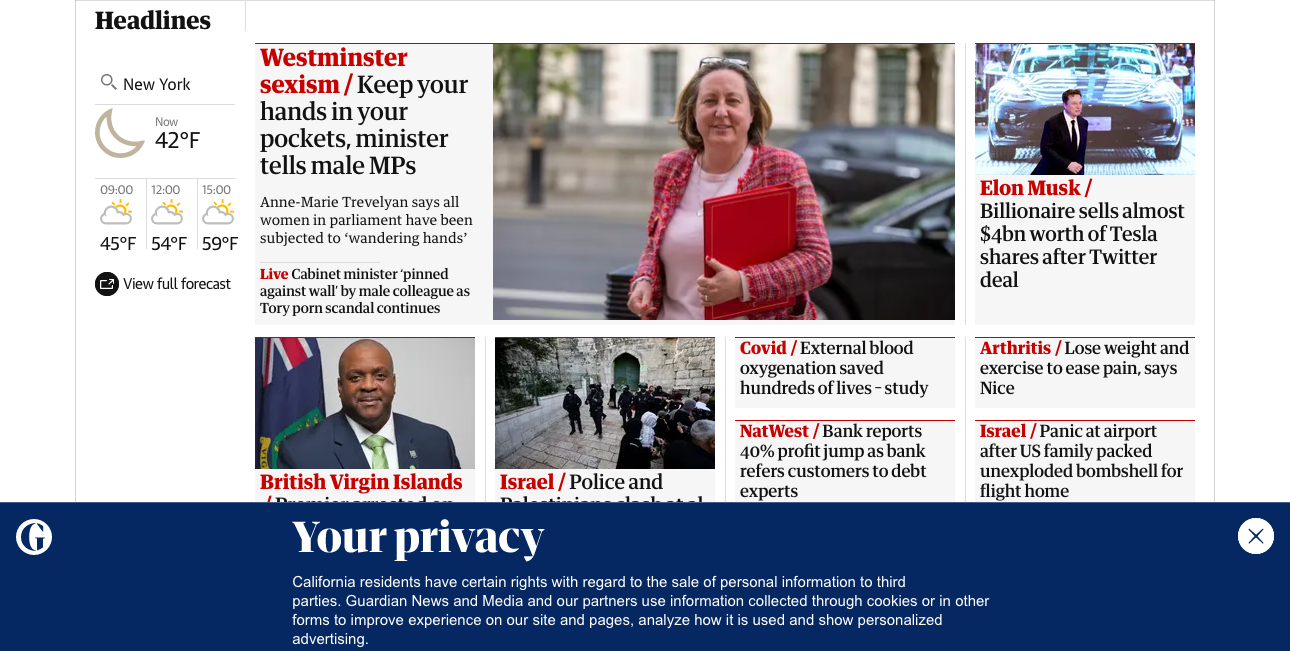 Headlines
New York
Now
42°F
09:00
12:00
15:00
45°F
54°F
59°F
View full forecast
Westminster
sexism / Keep your
hands in your
pockets, minister
tells male MPs
Anne-Marie Trevelyan says all
women in parliament have been
subjected to ‘wandering hands’
Live Cabinet minister ‘pinned
against wall’ by male colleague as
Tory porn scandal continues
Elon Musk /
Billionaire sells almost
$4bn worth of Tesla
shares after Twitter
deal
British Virgin Islands
/ Premier arrested on
Israel / Police and
Palestinians clash at al
Covid / External blood
oxygenation saved
hundreds of lives – study
NatWest / Bank reports
40% profit jump as bank
refers customers to debt
experts
Arthritis / Lose weight and
exercise to ease pain, says
Nice
Israel / Panic at airport
after US family packed
unexploded bombshell for
flight home
G
Your privacy
California residents have certain rights with regard to the sale of personal information to third
parties. Guardian News and Media and our partners use information collected through cookies or in other
forms to improve experience on our site and pages, analyze how it is used and show personalized
advertising.